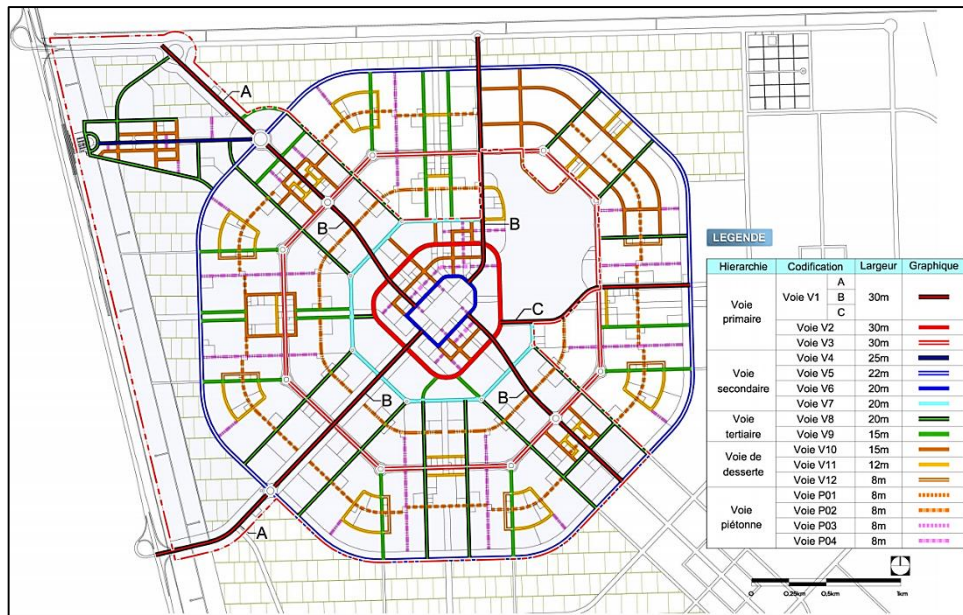 A
B
B
C
B
B
A
LEGENDE
Hierarchie Codification Largeur Graphique
Voie primaire Voie V1 A B C 30m
Voie V2 30m
Voie V3 30m
Voie secondaire Voie V4 25m
Voie V5 22m
Voie V6 20m
Voie V7 20m
Voie tertiaire Voie V8 20m
Voie V9 15m
Voie de desserte Voie V10 15m
Voie V11 12m
Voie V12 8m
Voie piétonne Voie P01 8m
Voie P02 8m
Voie P03 8m
Voie P04 8m
0 0.25km 0.5km 1km